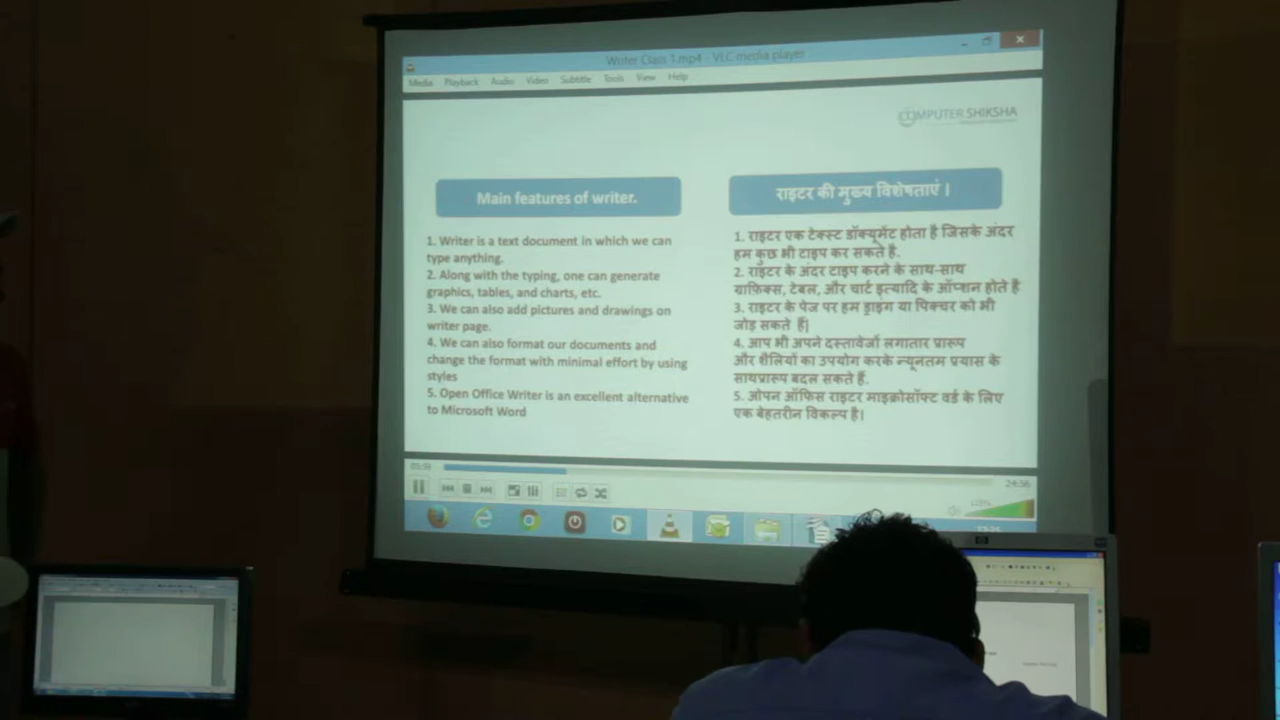 Writer Class 1.mp4 - VLC media player
Media Playback Audio Video Subtitle Tools View Help
COMPUTER SHIKSHA
Main features of writer.
1. Writer is a text document in which we can
type anything.
2. Along with the typing, one can generate
graphics, tables, and charts, etc.
3. We can also add pictures and drawings on
writer page.
4. We can also format our documents and
change the format with minimal effort by using
styles
5. Open Office Writer is an excellent alternative
to Microsoft Word
राइटर की मुख्य विशेषताएं ।
1. राइटर एक टेक्स्ट डॉक्यूमेंट होता है जिसके अंदर
हम कुछ भी टाइप कर सकते है.
2. राइटर के अंदर टाइप करने के साथ-साथ
ग्राफ़िक्स, टेबल, और चार्ट इत्यादि के ऑप्शन होते है
3. राइटर के पेज पर हम ड्राइंग या पिक्चर को भी
जोड़ सकते हैं|
4. आप भी अपने दस्तावेजों लगातार प्रारूप
और शैलियों का उपयोग करके न्यूनतम प्रयास के
साथप्रारूप बदल सकते हैं.
5. ओपन ऑफिस राइटर माइक्रोसॉफ्ट वर्ड के लिए
एक बेहतरीन विकल्प है।
05:59
24:56
125%